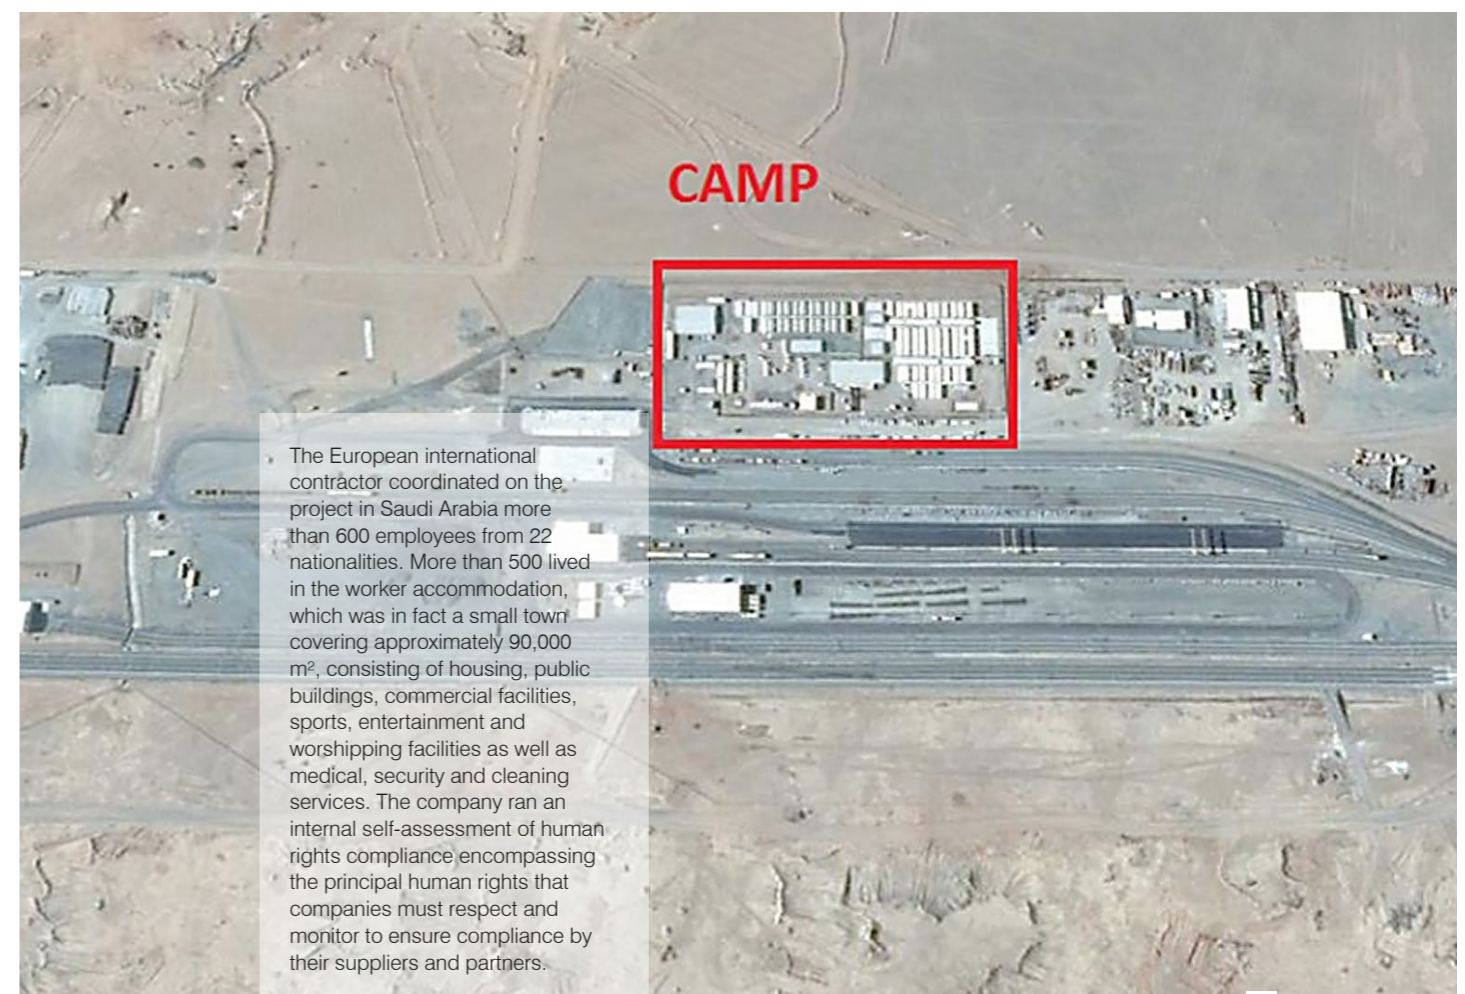 CAMP
The European international
contractor coordinated on the
project in Saudi Arabia more
than 600 employees from 22
nationalities. More than 500 lived
in the worker accommodation,
which was in fact a small town
covering approximately 90,000
m², consisting of housing, public
buildings, commercial facilities,
sports, entertainment and
worshipping facilities as well as
medical, security and cleaning
services. The company ran an
internal self-assessment of human
rights compliance encompassing
the principal human rights that
companies must respect and
monitor to ensure compliance by
their suppliers and partners.